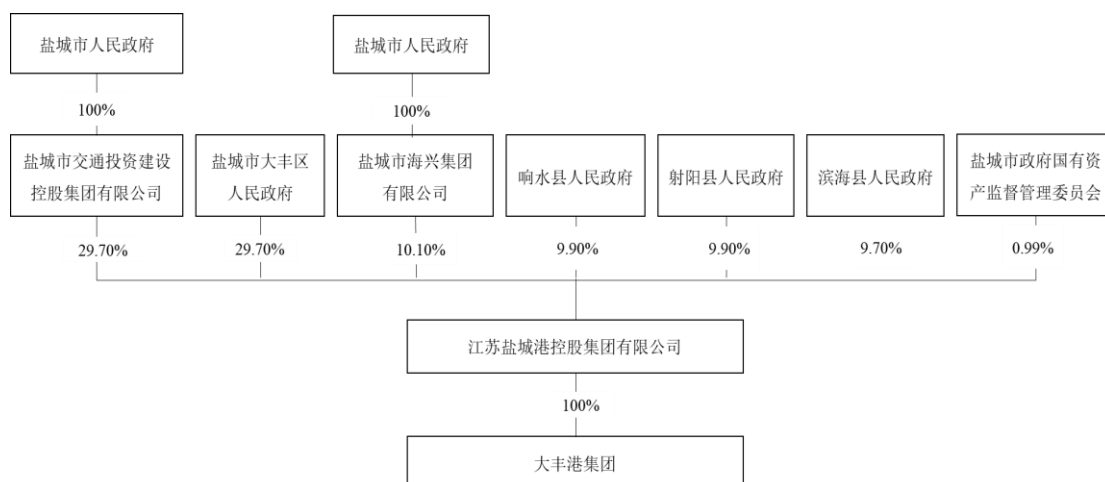 盐城市人民政府
盐城市人民政府
100%
100%
盐城市交通投资建设
控股集团有限公司
盐城市大丰区
人民政府
盐城市海兴集团
有限公司
响水县人民政府
射阳县人民政府
滨海县人民政府
盐城市政府国有资
产监督管理委员会
29.70%
29.70%
10.10%
9.90%
9.90%
9.70%
0.99%
江苏盐城港控股集团有限公司
100%
大丰港集团